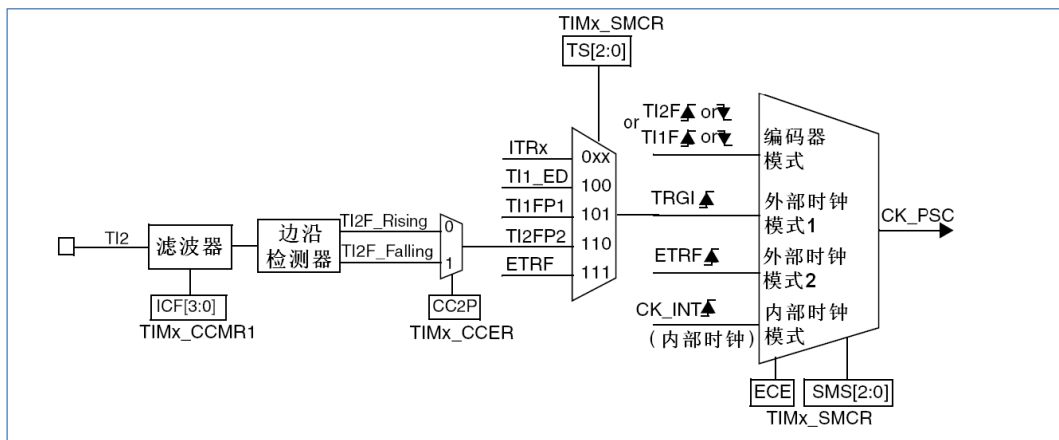 TIMx_SMCR
TS[2:0]
TI2F or
or TI1F or
编码器
模式
ITRx
0xx
TI1_ED
100
TI1FP1
101
TRGI
外部时钟
模式1
CK_PSC
TI2
滤波器
边沿
检测器
TI2F_Rising
0
TI2F_Falling
1
TI2FP2
110
ETRF
111
ETRF
外部时钟
模式2
ICF[3:0]
TIMx_CCMR1
CC2P
TIMx_CCER
CK_INT
(内部时钟)
内部时钟
模式
ECE
SMS[2:0]
TIMx_SMCR